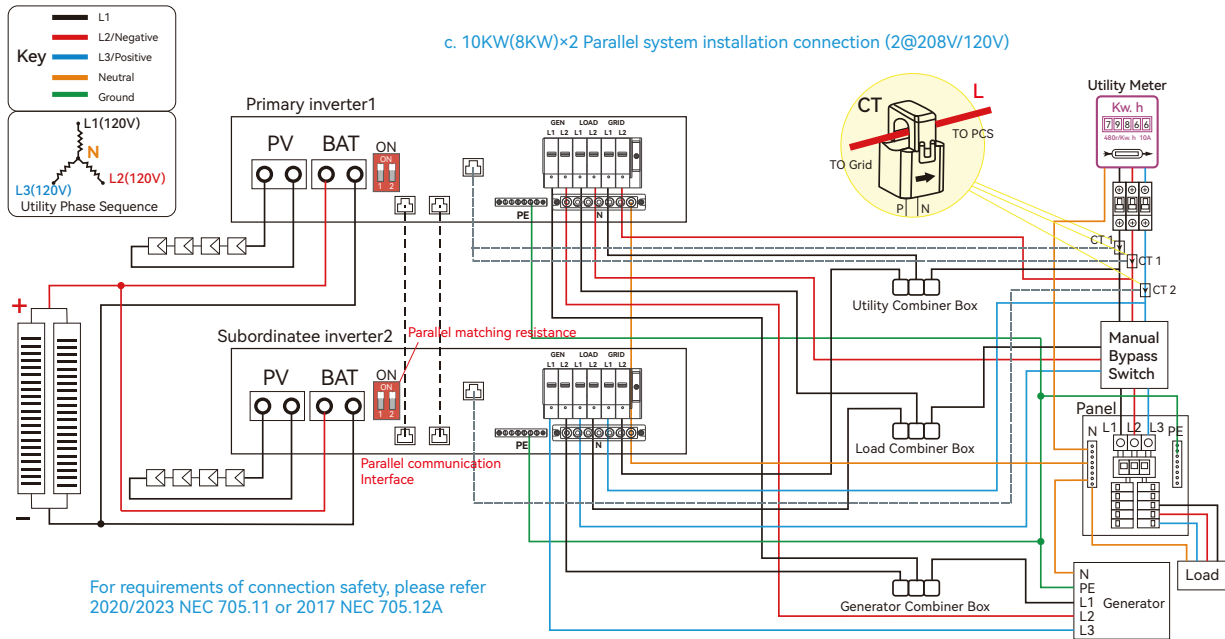 c. 10KW(8KW)×2 Parallel system installation connection (2@208V/120V)
Key
L1
L2/Negative
L3/Positive
Neutral
Ground
L1(120V)
N
L3(120V)
L2(120V)
Utility Phase Sequence
Primary inverter1
PV
BAT
ON
ON
1 2
GEN LOAD GRID
L1 L2 L1 L2 L1 L2
PE
N
CT
L
TO PCS
TO Grid
P N
Utility Meter
Kw. h
79866
480r/Kw. h 10A
CT 1
CT 1
CT 2
Utility Combiner Box
+
−
Parallel matching resistance
Subordinatee inverter2
PV
BAT
ON
ON
1 2
GEN LOAD GRID
L1 L2 L1 L2 L1 L2
PE
N
Parallel communication
Interface
Manual
Bypass
Switch
Panel
N L1 L2 L3 PE
Load Combiner Box
Load
Generator Combiner Box
N
PE
L1
L2
L3
Generator
For requirements of connection safety, please refer
2020/2023 NEC 705.11 or 2017 NEC 705.12A